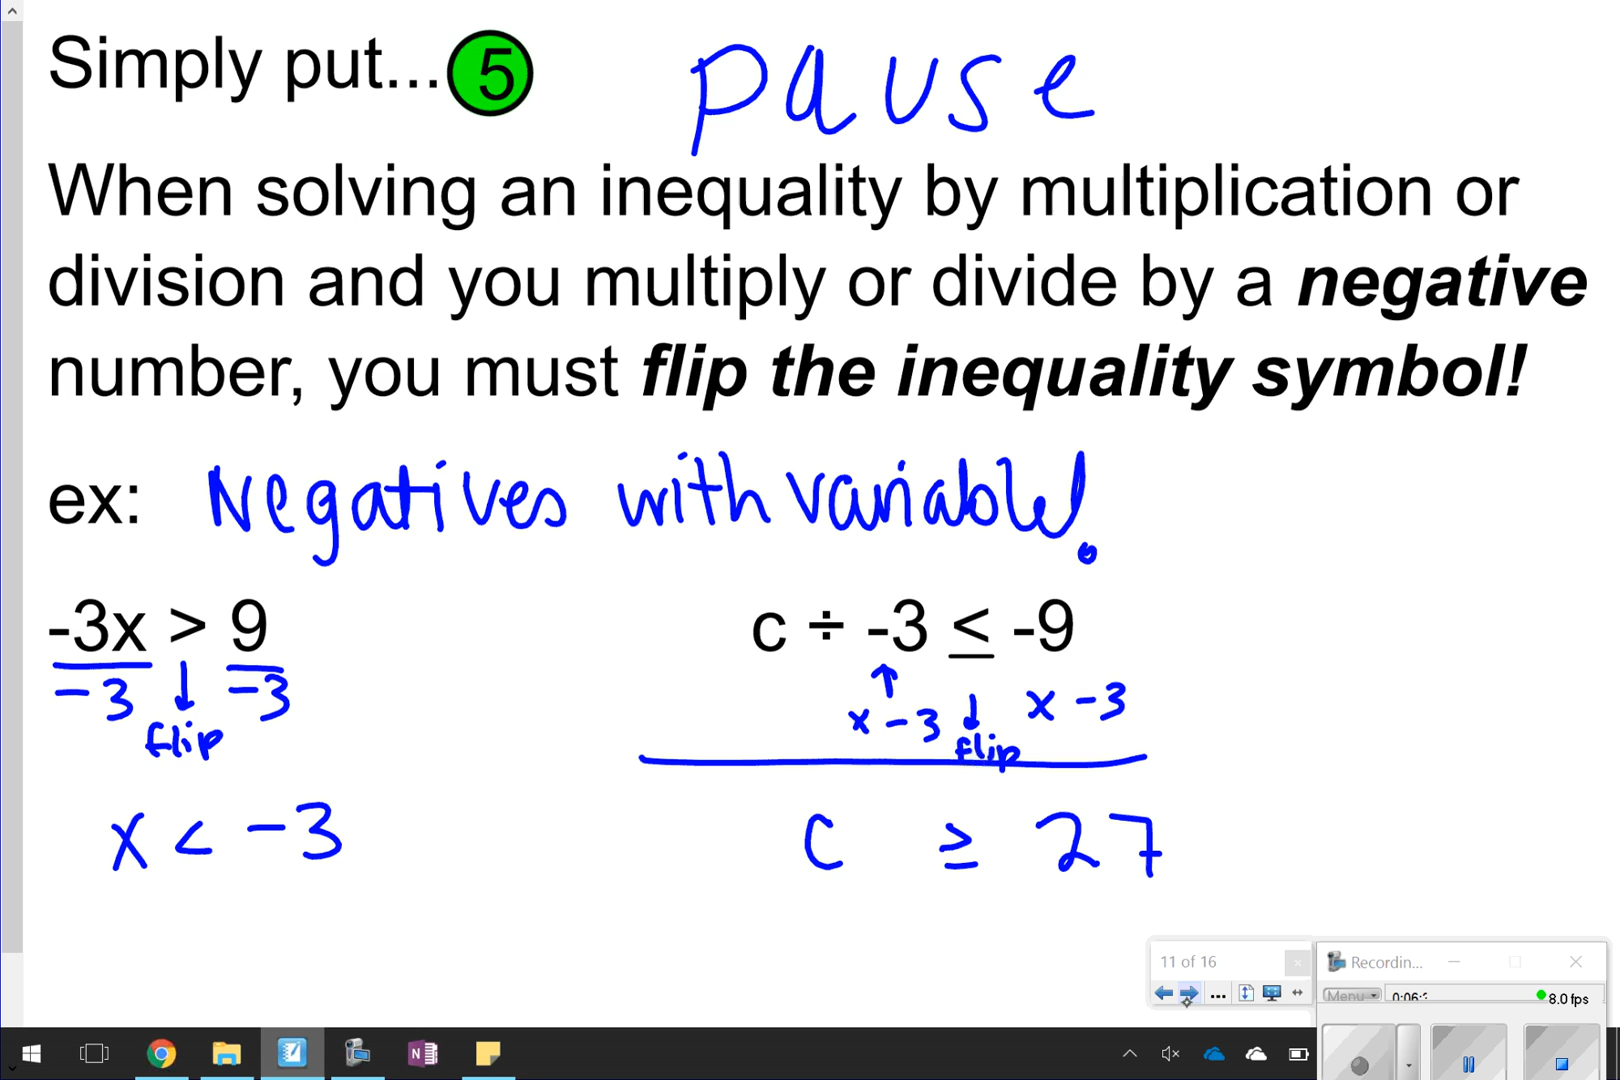 Simply put... 5 pause
When solving an inequality by multiplication or
division and you multiply or divide by a negative
number, you must flip the inequality symbol!
ex: Negatives with variable!
-3x > 9
-3 ↓ -3
flip
x < -3
c ÷ -3 ≤ -9
↑
x -3 ↓ x -3
flip
c ≥ 27
11 of 16
Recordin...
Menu 8.0 fps
N